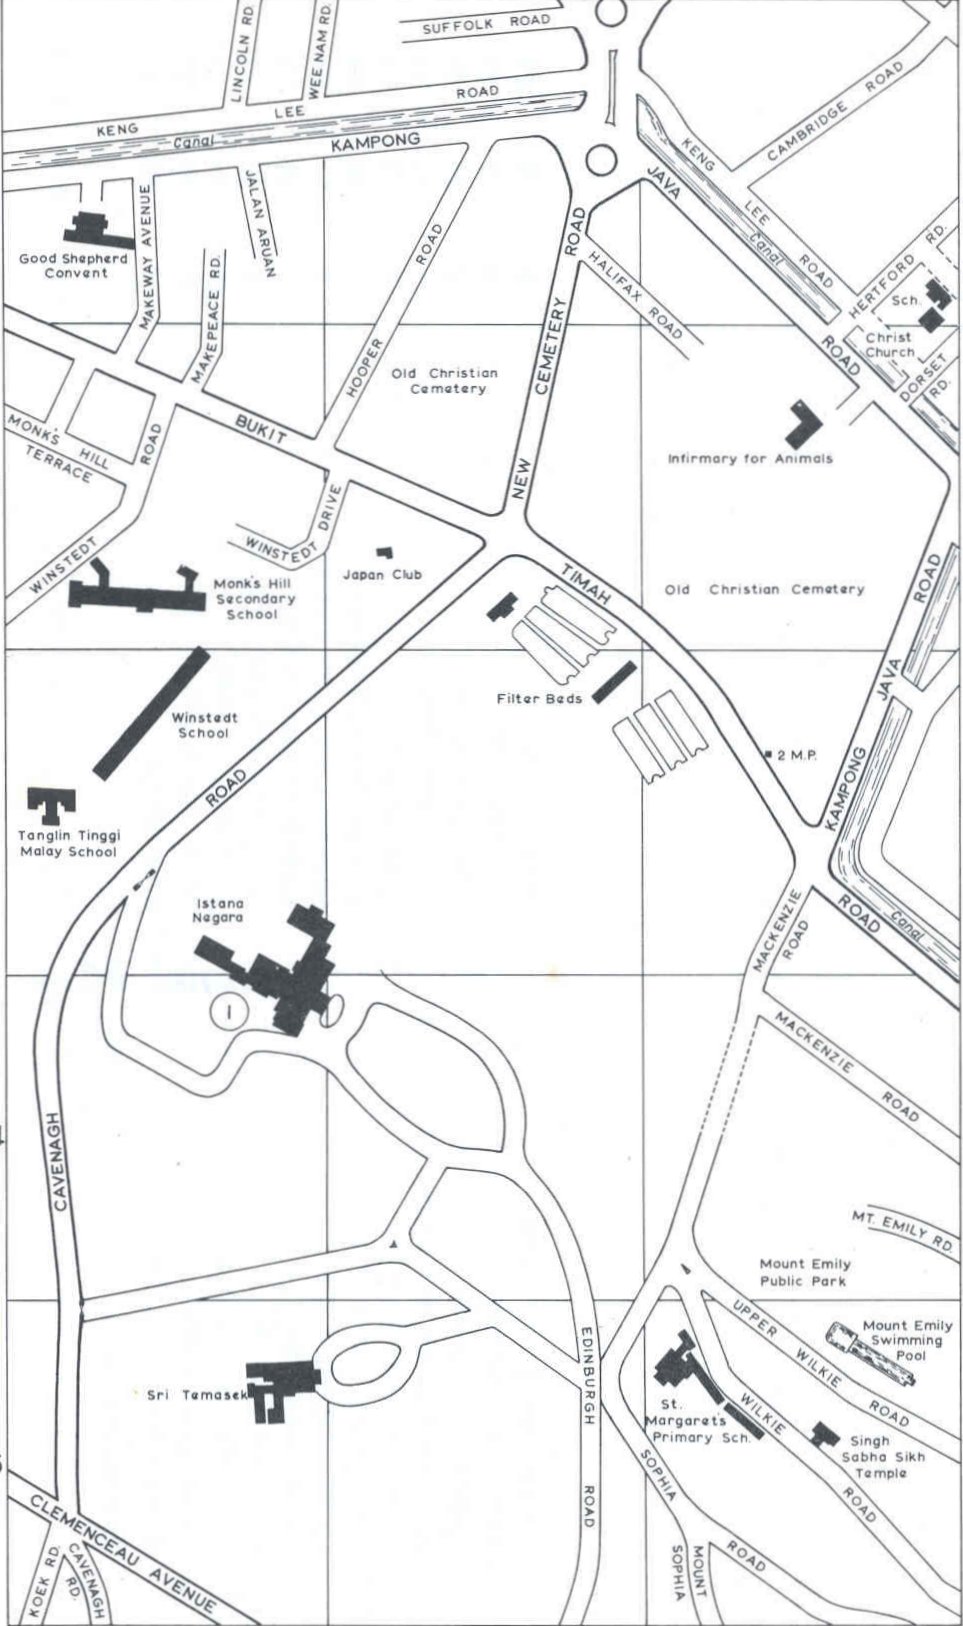 LINCOLN RD.
WEE NAM RD.
SUFFOLK ROAD
KENG LEE ROAD
Canal
KAMPONG JAVA ROAD
CAMBRIDGE ROAD
KENG LEE ROAD
Canal
HERTFORD RD.
Sch.
Christ
Church
DORSET RD.
Good Shepherd
Convent
MAKEWAY AVENUE
JALAN ARUAN
MAKEPEACE RD.
HOOPER ROAD
NEW CEMETERY ROAD
HALIFAX ROAD
Old Christian
Cemetery
BUKIT TIMAH ROAD
Infirmary for Animals
MONK'S HILL
TERRACE
WINSTEDT ROAD
WINSTEDT DRIVE
Japan Club
Monk's Hill
Secondary
School
Old Christian Cemetery
Filter Beds
Winstedt
School
2 M.P.
KAMPONG JAVA ROAD
Tanglin Tinggi
Malay School
CAVENAGH ROAD
Istana
Negara
1
MACKENZIE
ROAD
Canal
MACKENZIE ROAD
MT. EMILY RD.
Mount Emily
Public Park
Mount Emily
Swimming
Pool
UPPER WILKIE ROAD
WILKIE ROAD
St.
Margaret's
Primary Sch.
Singh
Sabha Sikh
Temple
Sri Temasek
EDINBURGH ROAD
SOPHIA ROAD
MOUNT
SOPHIA
CLEMENCEAU AVENUE
KOEK RD.
CAVENAGH
RD.